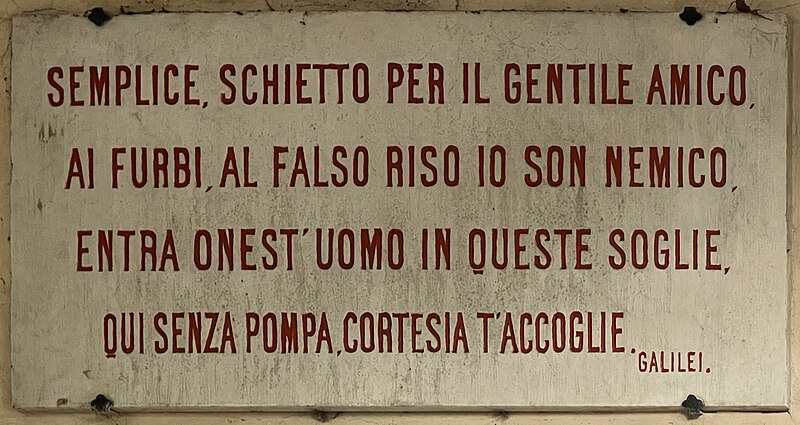 SEMPLICE, SCHIETTO PER IL GENTILE AMICO,
AI FURBI, AL FALSO RISO IO SON NEMICO,
ENTRA ONEST'UOMO IN QUESTE SOGLIE,
QUI SENZA POMPA, CORTESIA T'ACCOGLIE.
GALILEI.